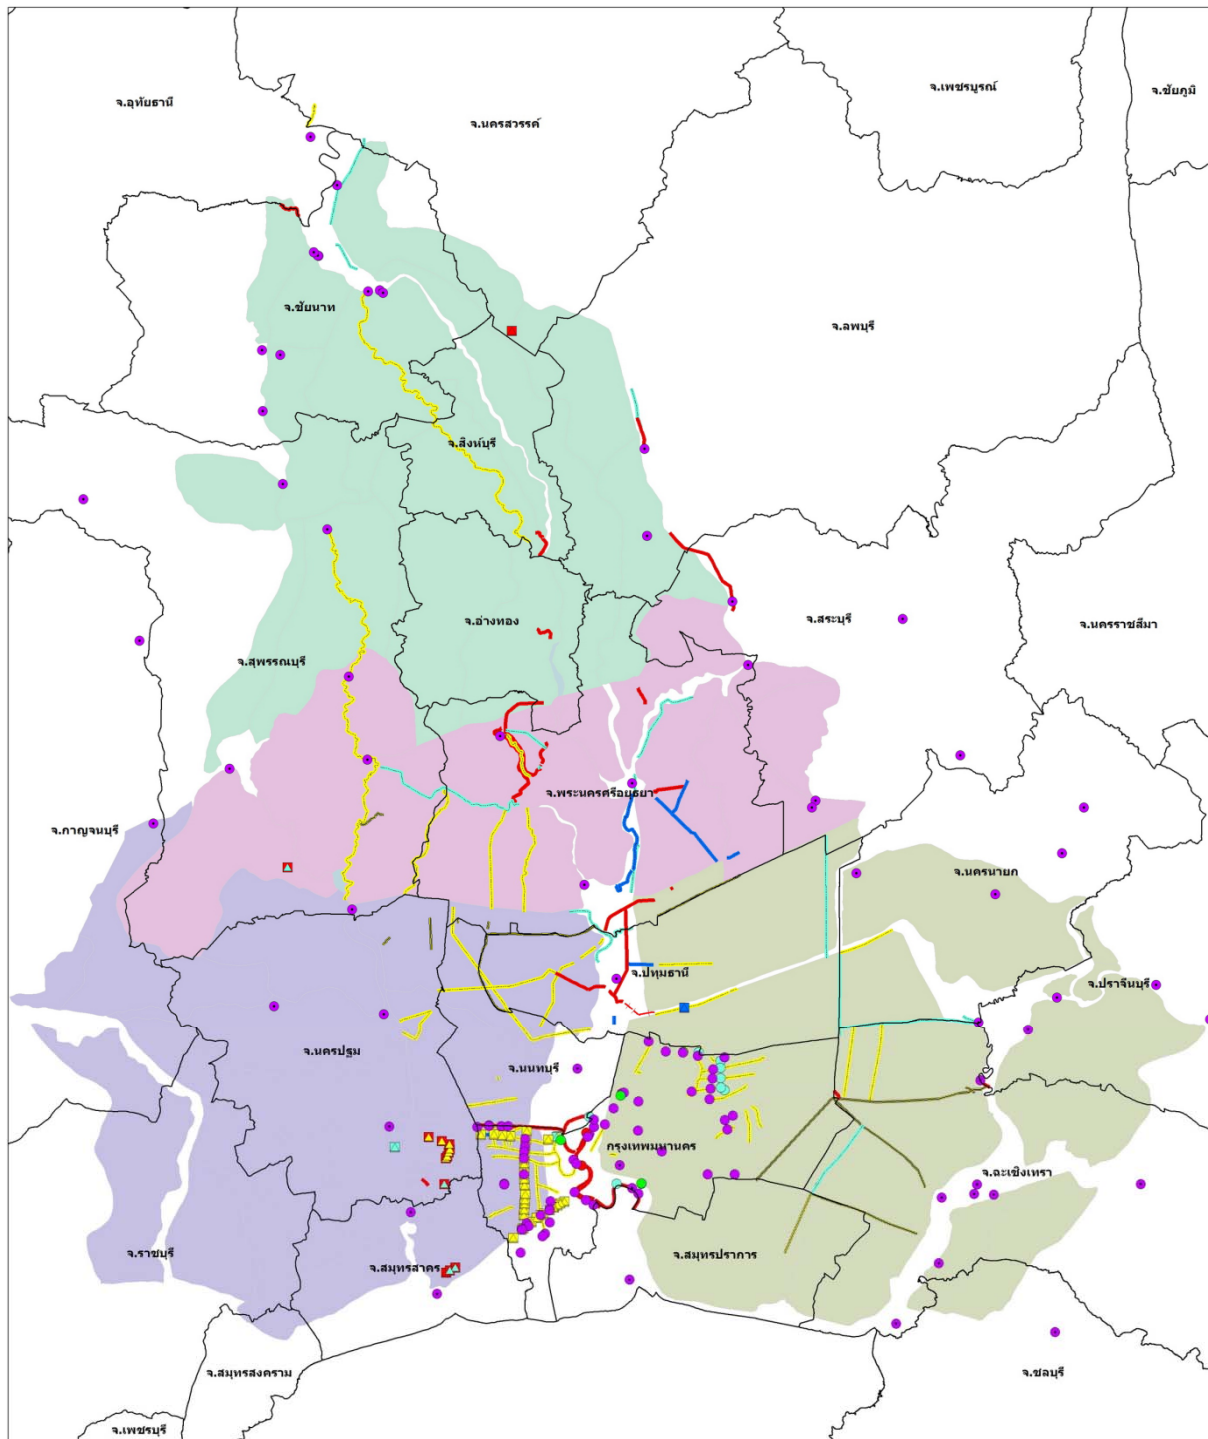 จ.เพชรบูรณ์
จ.ชัยภูมิ
จ.อุทัยธานี
จ.นครสวรรค์
จ.ชัยนาท
จ.ลพบุรี
จ.สิงห์บุรี
จ.อ่างทอง
จ.สระบุรี
จ.นครราชสีมา
จ.สุพรรณบุรี
จ.พระนครศรีอยุธยา
จ.กาญจนบุรี
จ.นครนายก
จ.ปทุมธานี
จ.ปราจีนบุรี
จ.นครปฐม
จ.นนทบุรี
กรุงเทพมหานคร
จ.ฉะเชิงเทรา
จ.ราชบุรี
จ.สมุทรสาคร
จ.สมุทรปราการ
จ.สมุทรสงคราม
จ.ชลบุรี
จ.เพชรบุรี